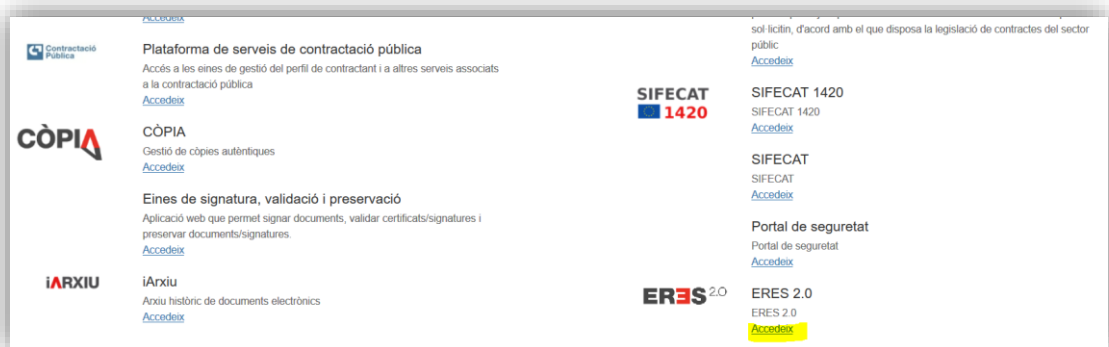 Accedeix
Contractació
Pública
Plataforma de serveis de contractació pública
Accés a les eines de gestió del perfil de contractant i a altres serveis associats
a la contractació pública
Accedeix
CÒPIA
CÒPIA
Gestió de còpies autèntiques
Accedeix
Eines de signatura, validació i preservació
Aplicació web que permet signar documents, validar certificats/signatures i
preservar documents/signatures.
Accedeix
iARXIU
iArxiu
Arxiu històric de documents electrònics
Accedeix
sol·licitin, d'acord amb el que disposa la legislació de contractes del sector
públic
Accedeix
SIFECAT
1420
SIFECAT 1420
SIFECAT 1420
Accedeix
SIFECAT
SIFECAT
Accedeix
Portal de seguretat
Portal de seguretat
Accedeix
ERES 2.0
ERES 2.0
ERES 2.0
Accedeix